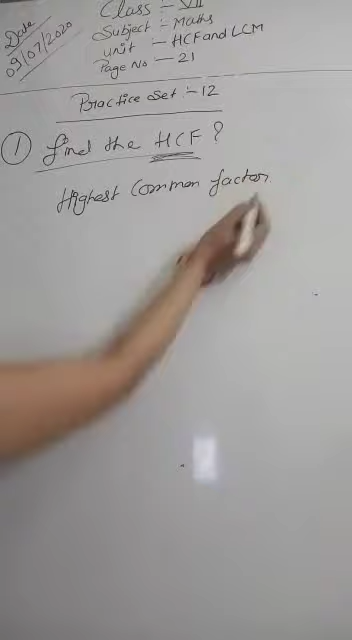 Date
09/07/2020
Class :- VII
Subject :- Maths
Unit :- HCF and LCM
Page No :- 21
Practice Set :- 12
① find the HCF ?
Highest Common factor